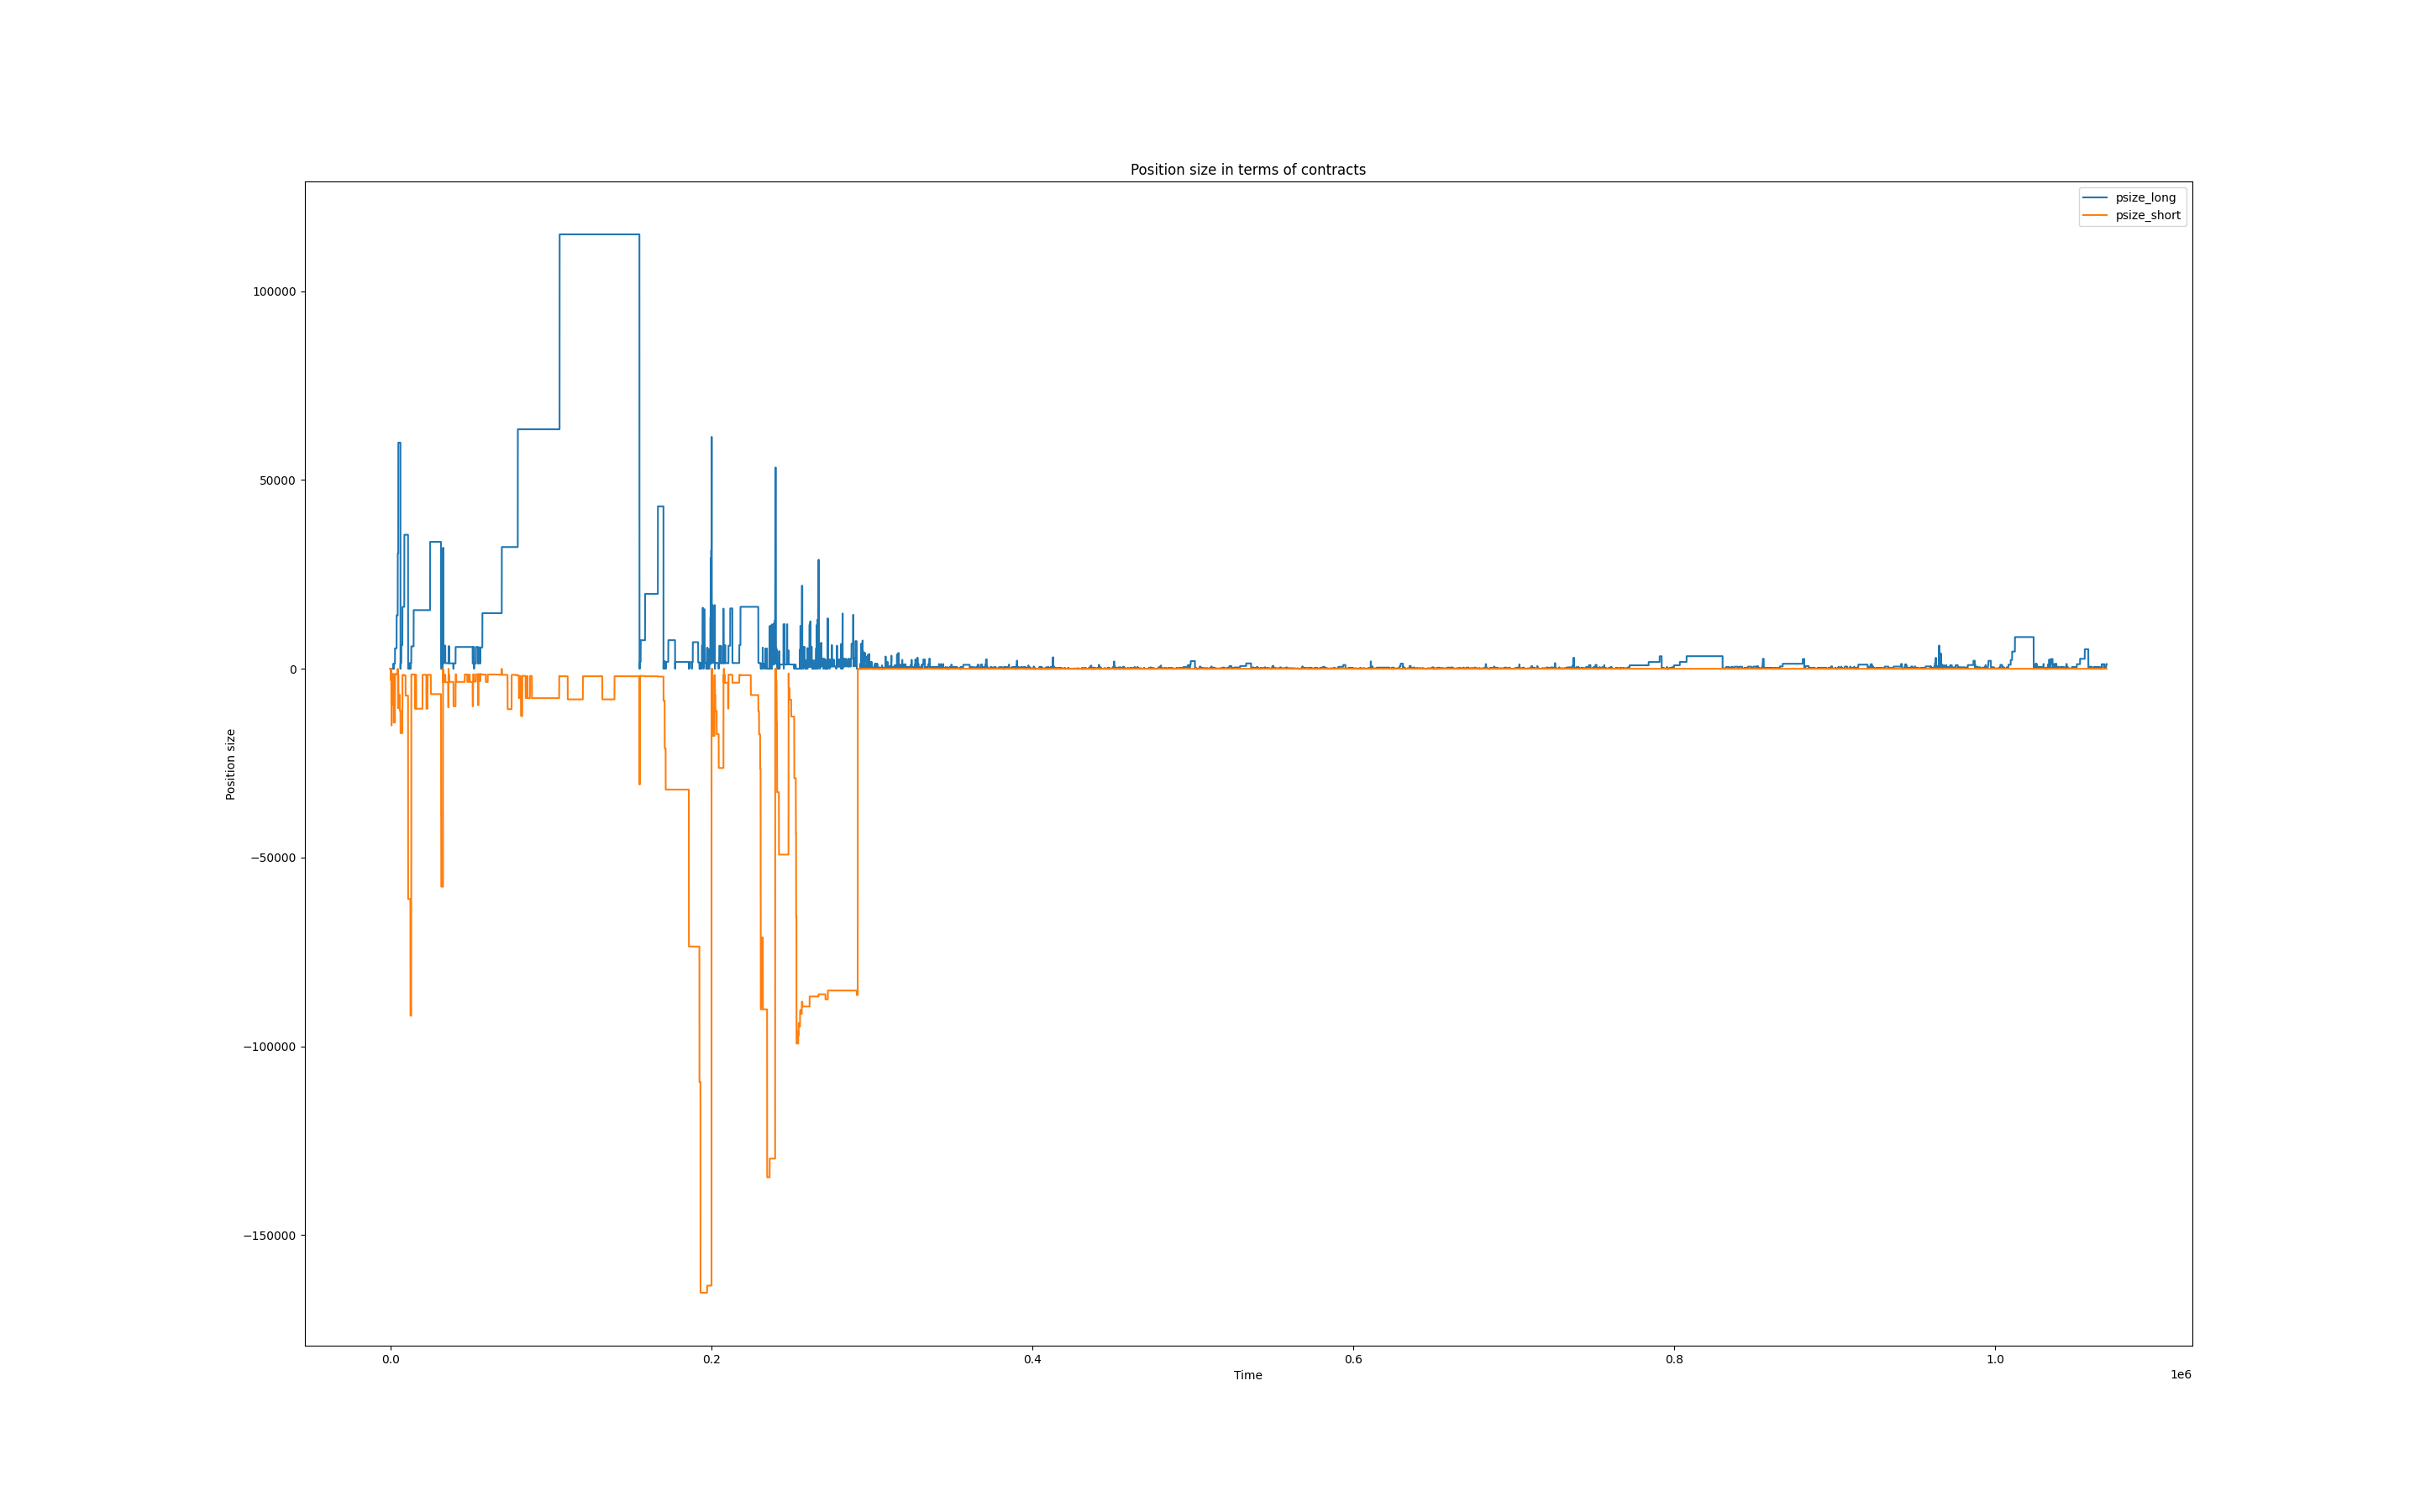 Position size in terms of contracts
psize_long
psize_short
100000
50000
0
−50000
−100000
−150000
Position size
0.0 0.2 0.4 0.6 0.8 1.0
Time
1e6